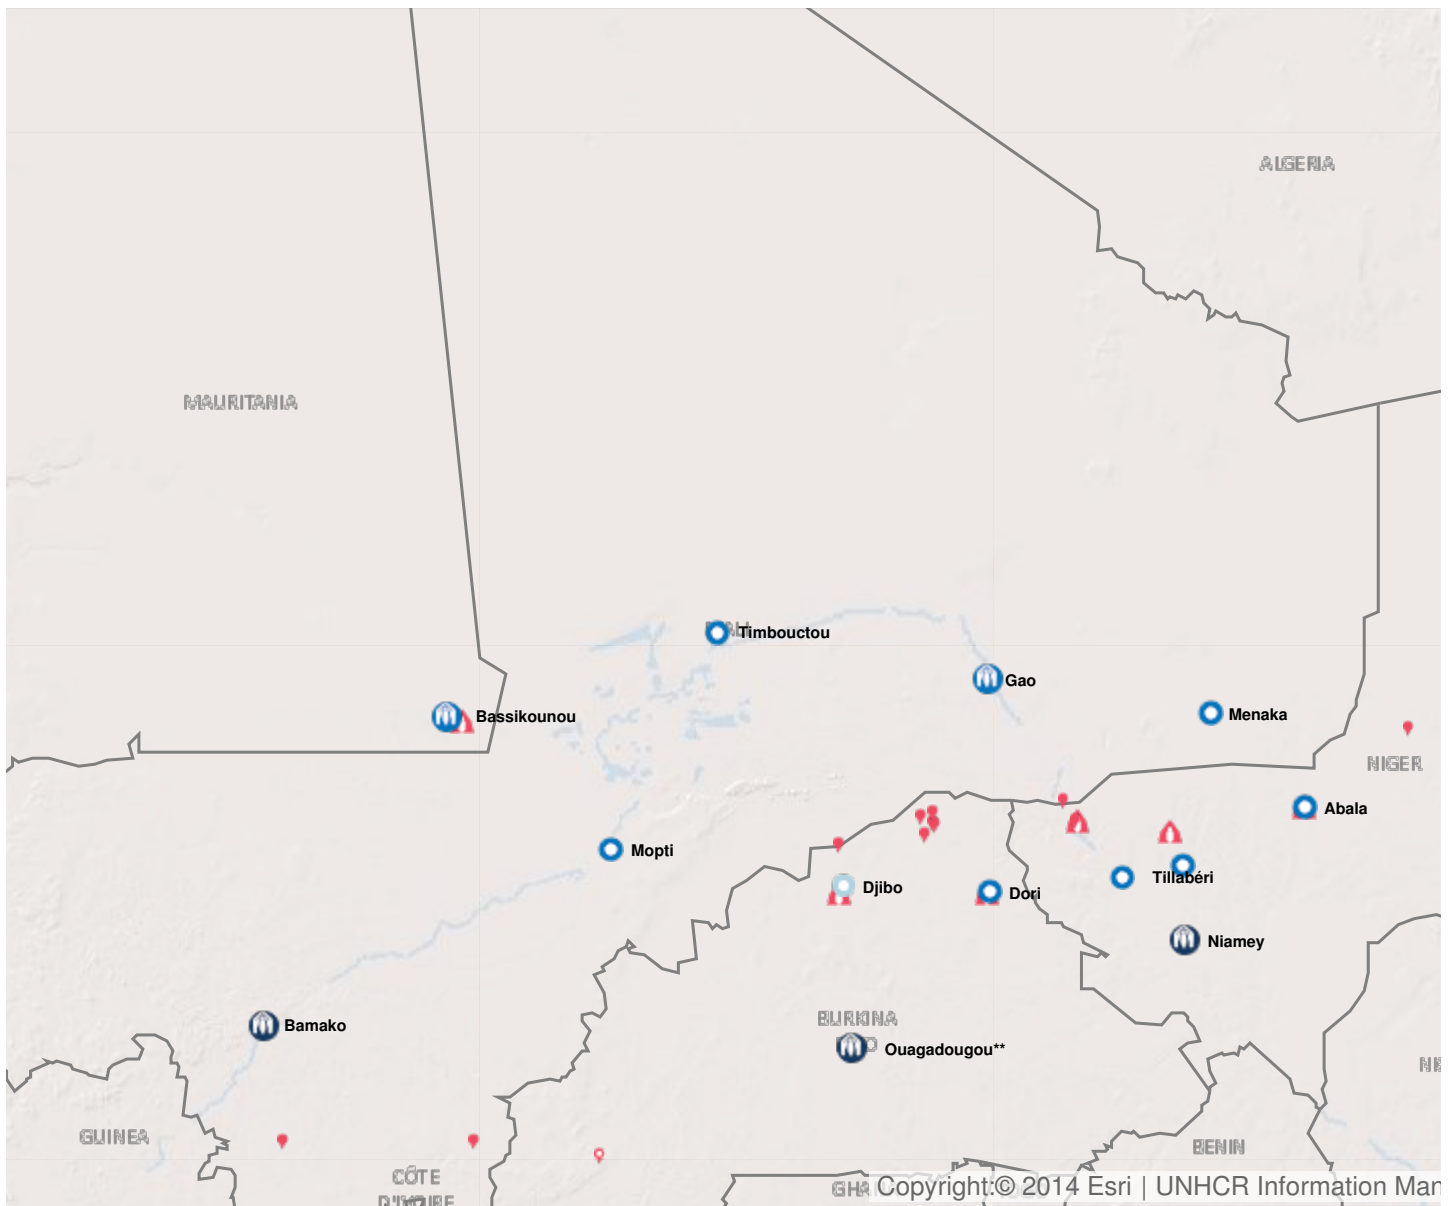 ALGERIA
MAURITANIA
Timbouctou
Gao
Bassikounou
Menaka
NIGER
Abala
Mopti
Tillabéri
Djibo
Dori
Niamey
BURKINA
Bamako
Ouagadougou**
GUINEA
BENIN
CÔTE
D'IVOIRE
Copyright:© 2014 Esri | UNHCR Information Man